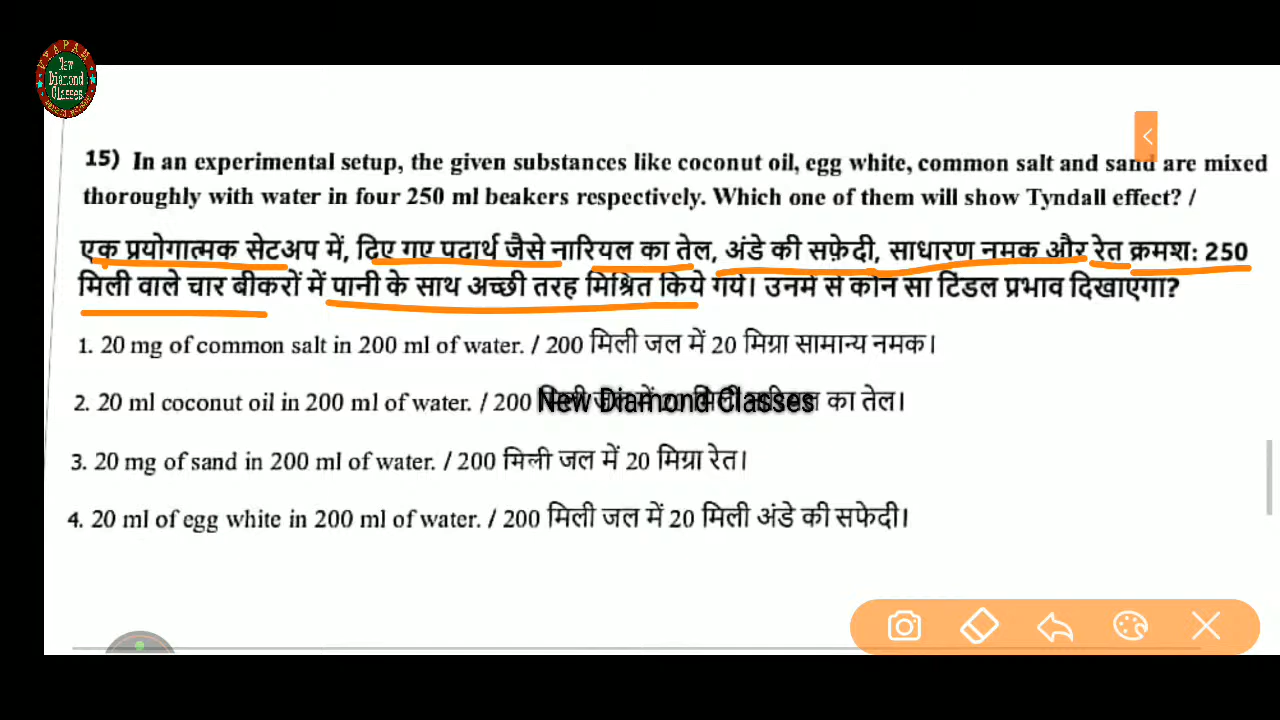 VYAPAM
New
Diamond
Classes
15) In an experimental setup, the given substances like coconut oil, egg white, common salt and sand are mixed
thoroughly with water in four 250 ml beakers respectively. Which one of them will show Tyndall effect? /
एक प्रयोगात्मक सेटअप में, दिए गए पदार्थ जैसे नारियल का तेल, अंडे की सफ़ेदी, साधारण नमक और रेत क्रमश: 250
मिली वाले चार बीकरों में पानी के साथ अच्छी तरह मिश्रित किये गये। उनमे से कोन सा टिंडल प्रभाव दिखाएगा?
1. 20 mg of common salt in 200 ml of water. / 200 मिली जल में 20 मिग्रा सामान्य नमक।
2. 20 ml coconut oil in 200 ml of water. / 200 मिली जल में 20 मिली का तेल।
New Diamond Classes
3. 20 mg of sand in 200 ml of water. / 200 मिली जल में 20 मिग्रा रेत।
4. 20 ml of egg white in 200 ml of water. / 200 मिली जल में 20 मिली अंडे की सफेदी।